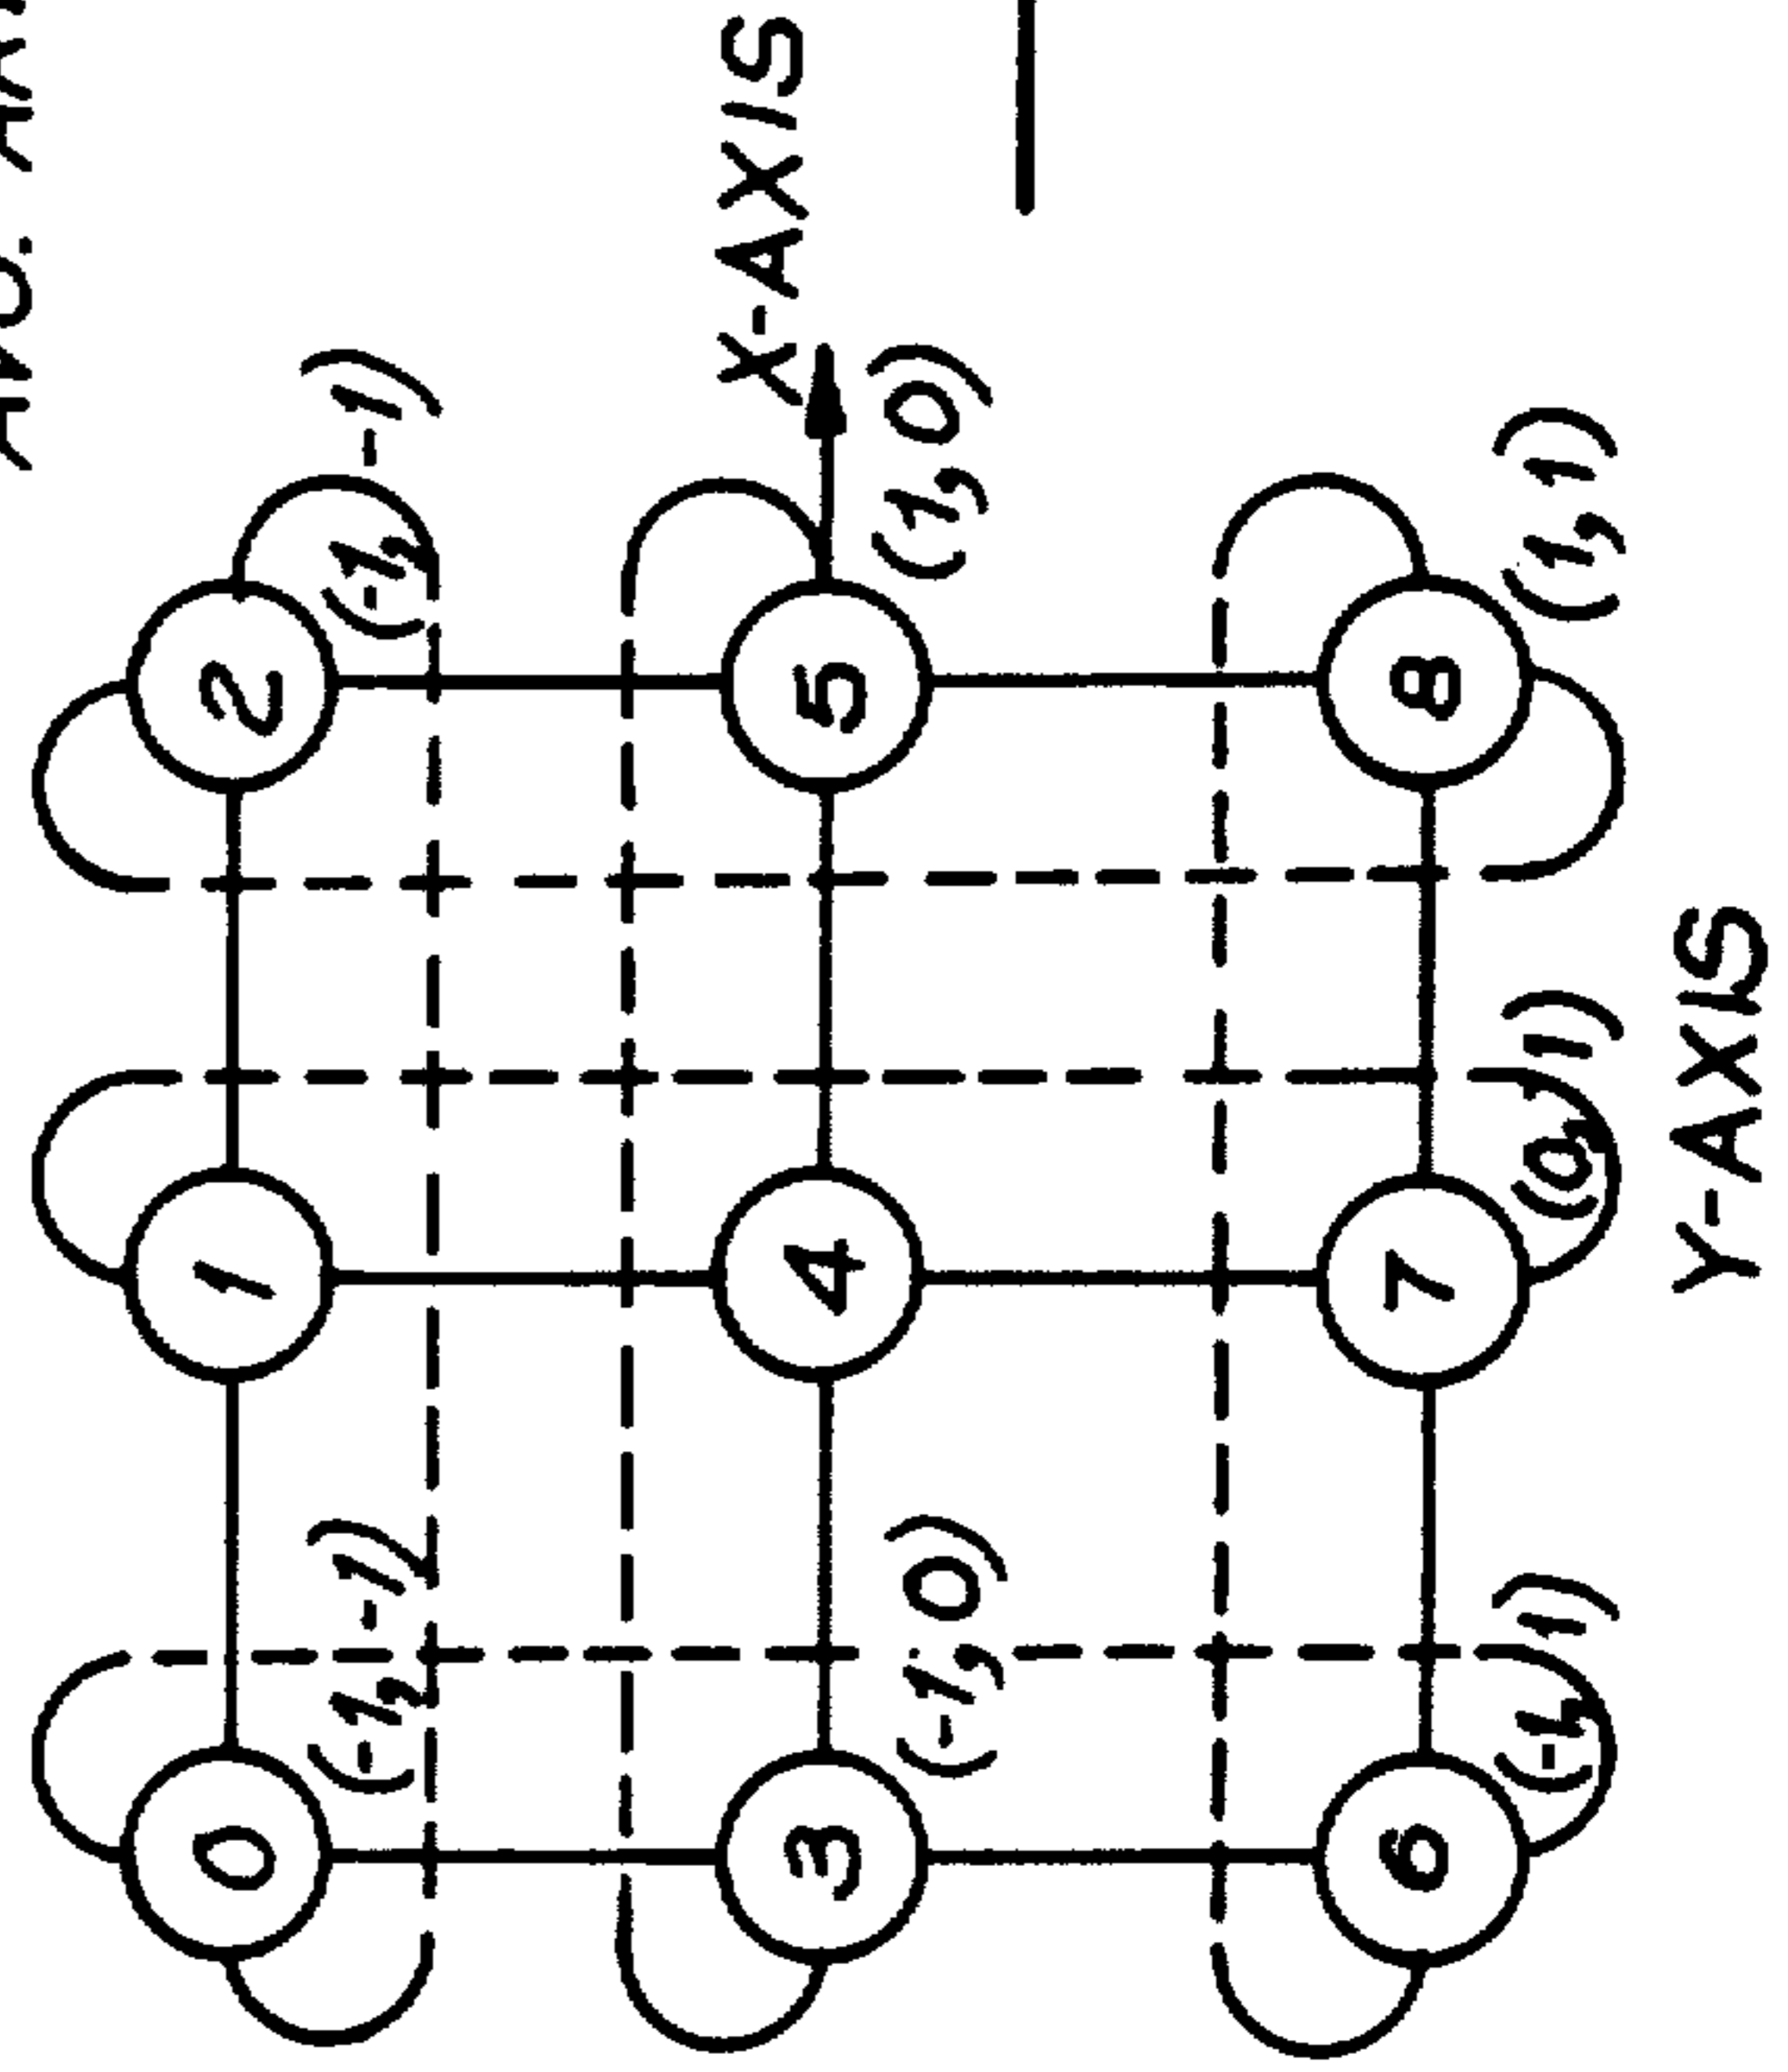 0 1 2
(-1,-1) (-1,-1)
X-AXIS
3 4 5
(-1,0) (1,0)
6 7 8
(-1,1) (0,1) (1,1)
Y-AXIS